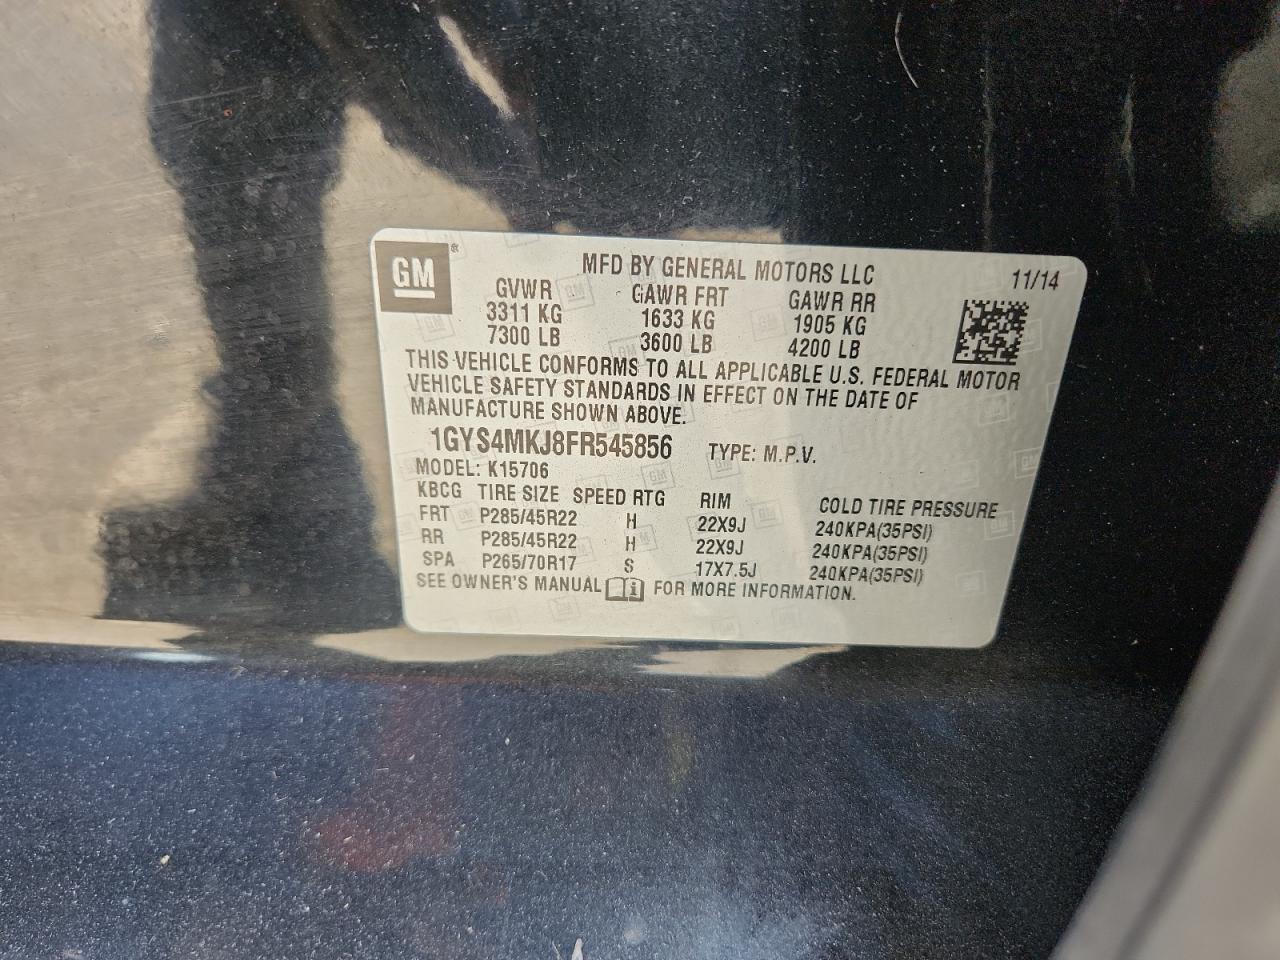 GM ®
MFD BY GENERAL MOTORS LLC 11/14
GVWR GAWR FRT GAWR RR
3311 KG 1633 KG 1905 KG
7300 LB 3600 LB 4200 LB
THIS VEHICLE CONFORMS TO ALL APPLICABLE U.S. FEDERAL MOTOR
VEHICLE SAFETY STANDARDS IN EFFECT ON THE DATE OF
MANUFACTURE SHOWN ABOVE.
1GYS4MKJ8FR545856 TYPE: M.P.V.
MODEL: K15706
KBCG TIRE SIZE SPEED RTG RIM COLD TIRE PRESSURE
FRT P285/45R22 H 22X9J 240KPA(35PSI)
RR P285/45R22 H 22X9J 240KPA(35PSI)
SPA P265/70R17 S 17X7.5J 240KPA(35PSI)
SEE OWNER'S MANUAL i FOR MORE INFORMATION.